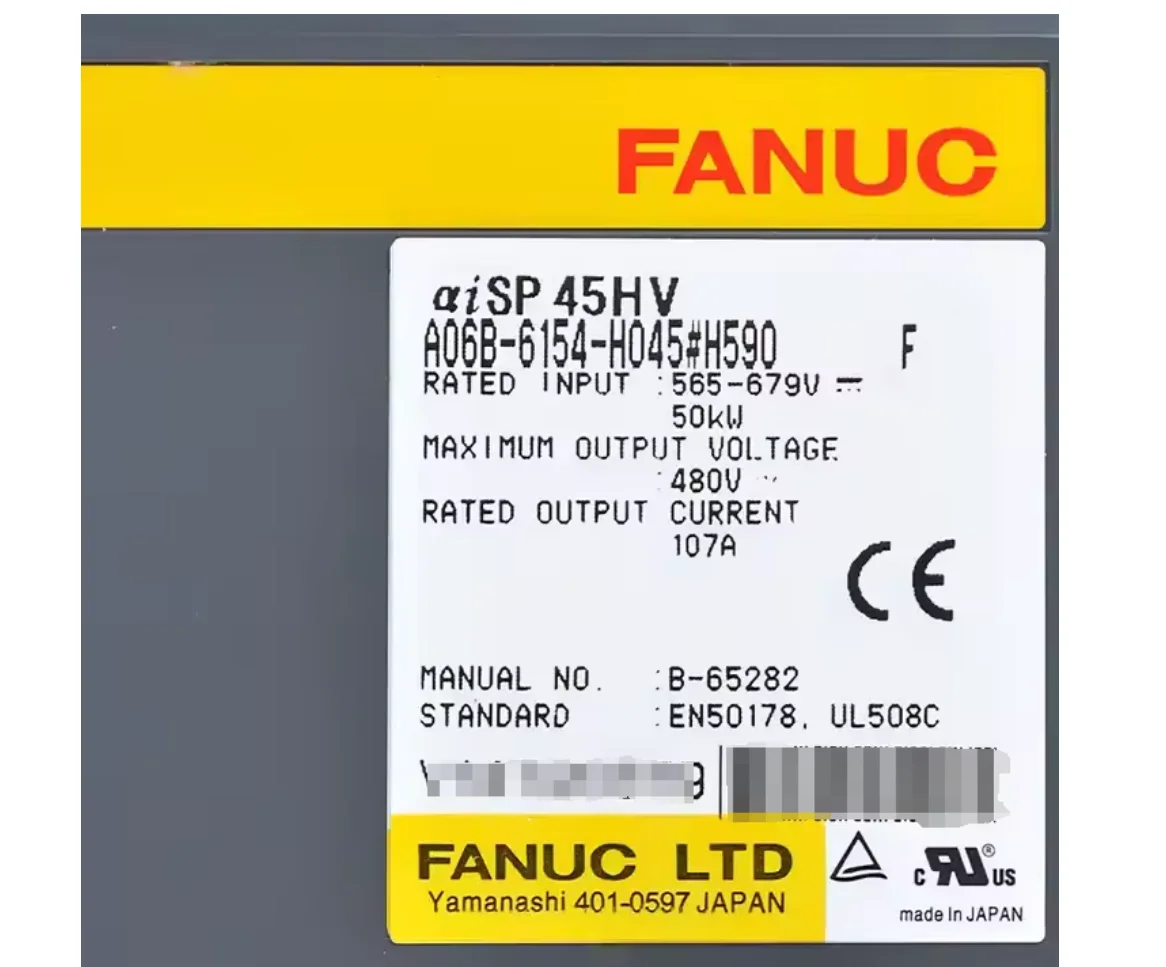 FANUC
αiSP 45HV
A06B-6154-H045#H590 F
RATED INPUT :565-679V ⎓
50kW
MAXIMUM OUTPUT VOLTAGE
:480V ~
RATED OUTPUT CURRENT
107A
CE
MANUAL NO. :B-65282
STANDARD :EN50178, UL508C
FANUC LTD
Yamanashi 401-0597 JAPAN
c RU ® US
made In JAPAN